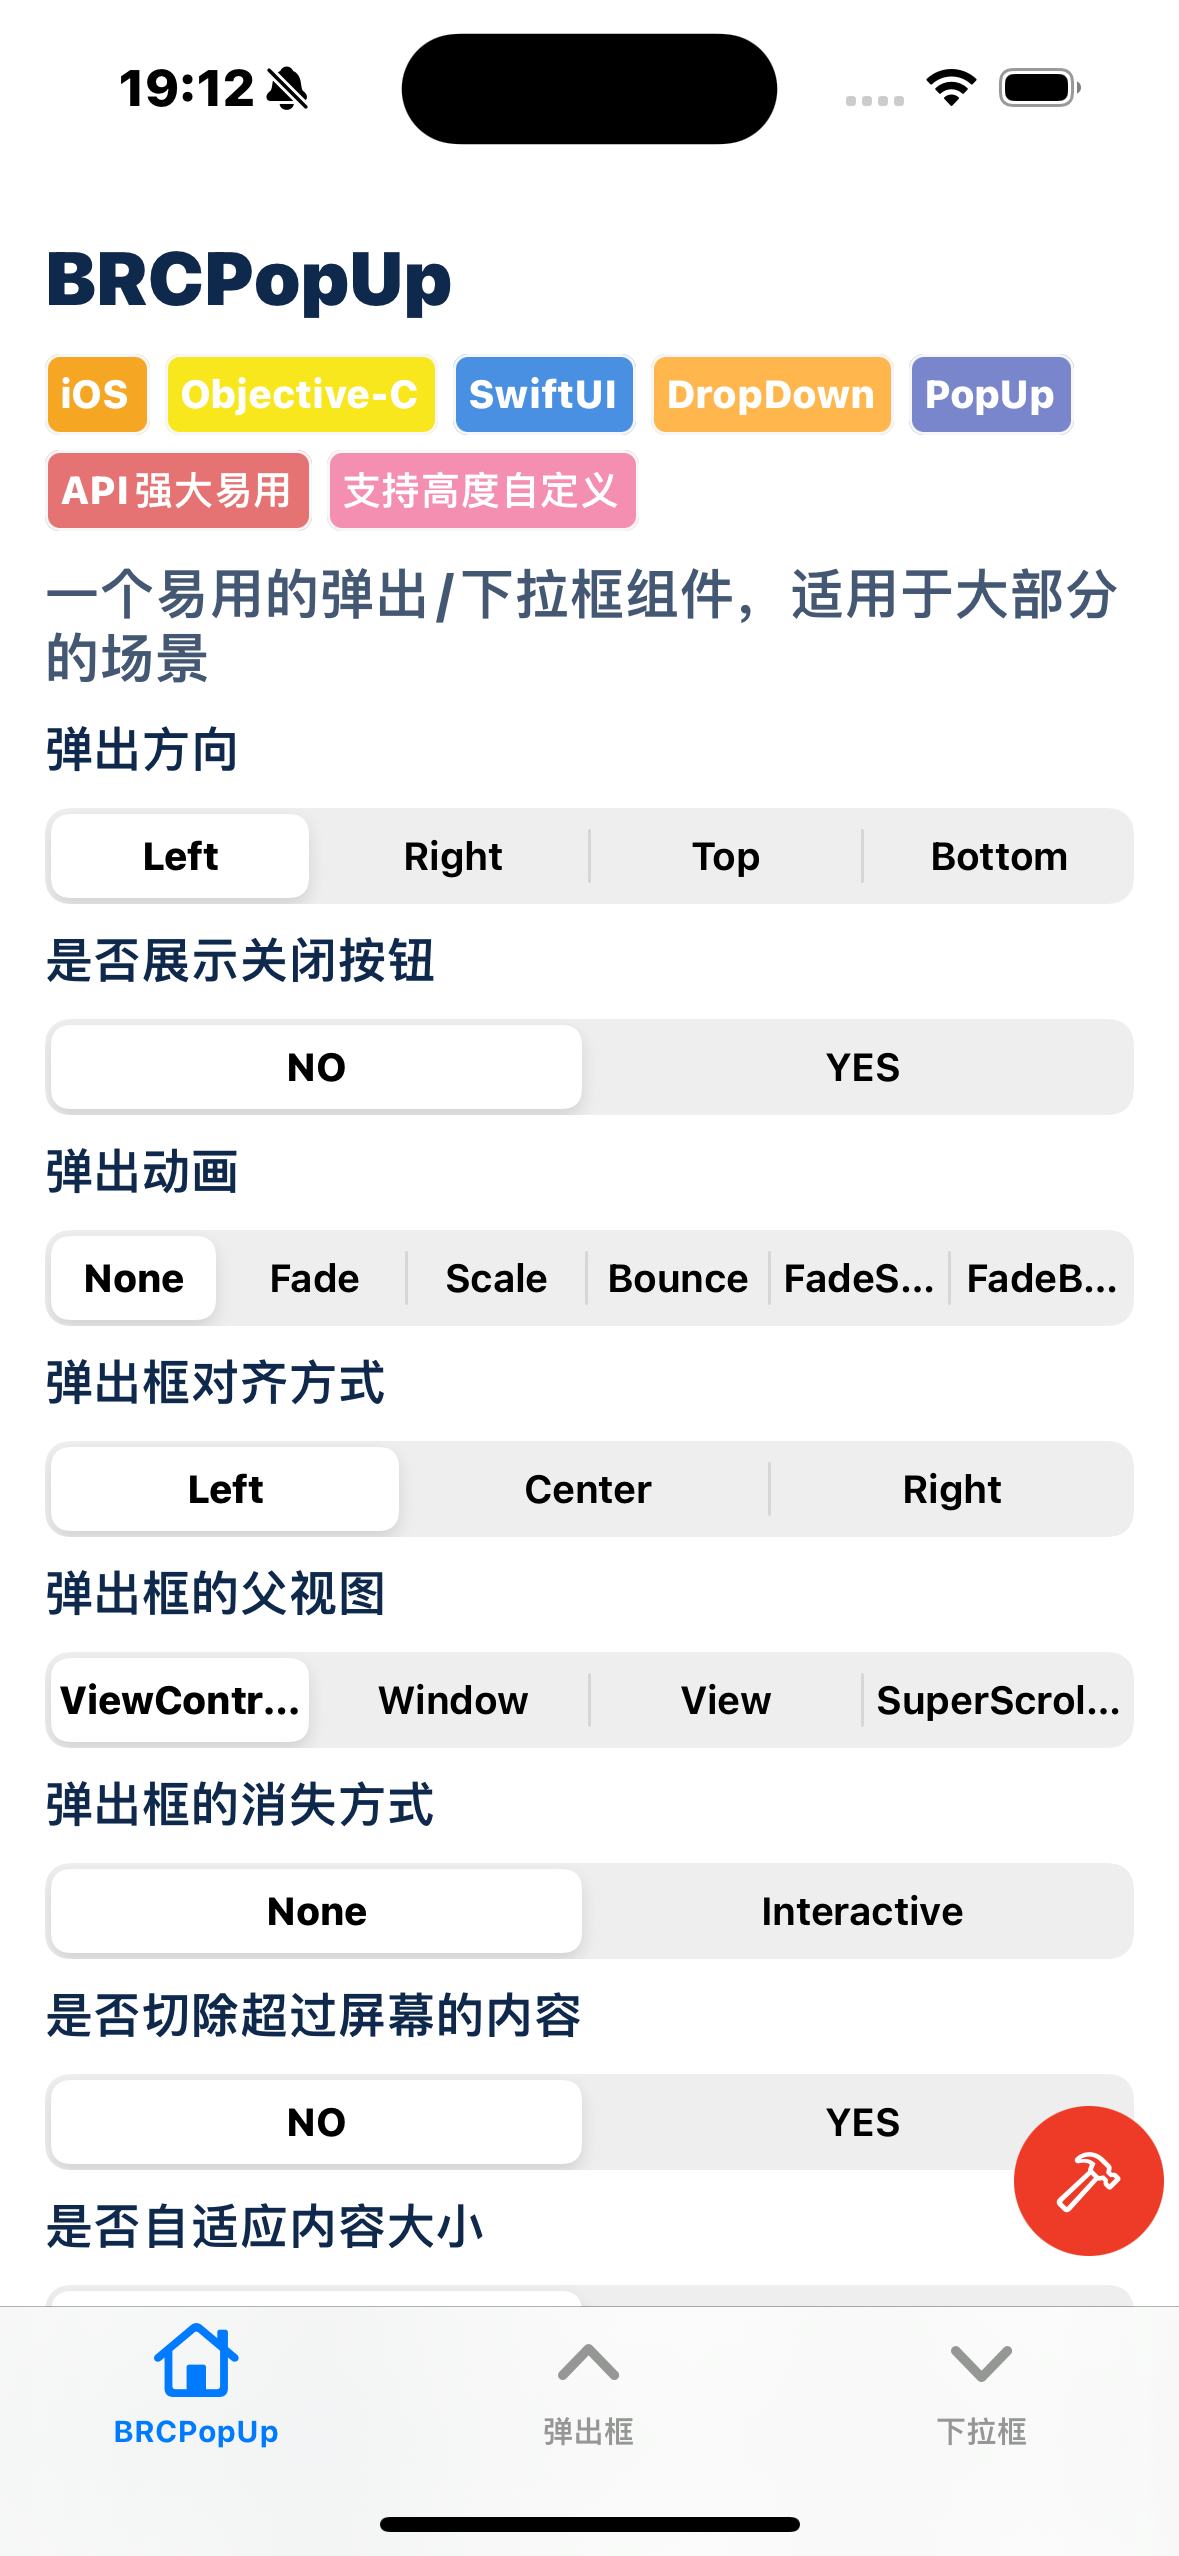 19:12
BRCPopUp
iOS Objective-C SwiftUI DropDown PopUp
API强大易用 支持高度自定义
一个易用的弹出/下拉框组件，适用于大部分
的场景
弹出方向
Left Right Top Bottom
是否展示关闭按钮
NO YES
弹出动画
None Fade Scale Bounce FadeS... FadeB...
弹出框对齐方式
Left Center Right
弹出框的父视图
ViewContr... Window View SuperScrol...
弹出框的消失方式
None Interactive
是否切除超过屏幕的内容
NO YES
是否自适应内容大小
BRCPopUp 弹出框 下拉框